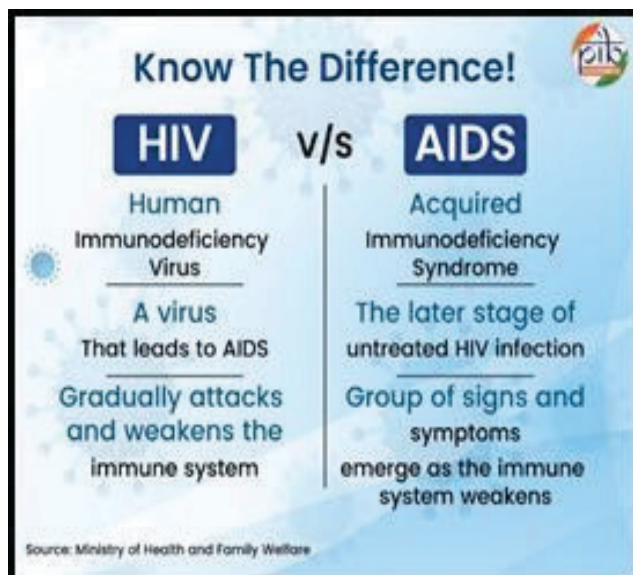 Know The Difference!
pib
HIV
v/s
AIDS
Human
Immunodeficiency
Virus
A virus
That leads to AIDS
Gradually attacks
and weakens the
immune system
Acquired
Immunodeficiency
Syndrome
The later stage of
untreated HIV infection
Group of signs and
symptoms
emerge as the immune
system weakens
Source: Ministry of Health and Family Welfare